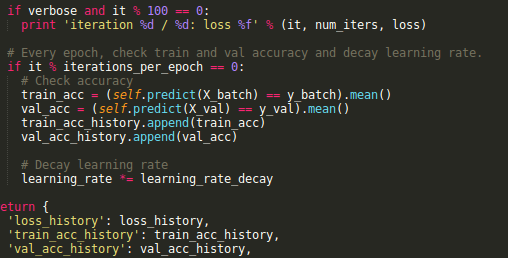 if verbose and it % 100 == 0:
print 'iteration %d / %d: loss %f' % (it, num_iters, loss)
# Every epoch, check train and val accuracy and decay learning rate.
if it % iterations_per_epoch == 0:
# Check accuracy
train_acc = (self.predict(X_batch) == y_batch).mean()
val_acc = (self.predict(X_val) == y_val).mean()
train_acc_history.append(train_acc)
val_acc_history.append(val_acc)
# Decay learning rate
learning_rate *= learning_rate_decay
eturn {
'loss_history': loss_history,
'train_acc_history': train_acc_history,
'val_acc_history': val_acc_history,